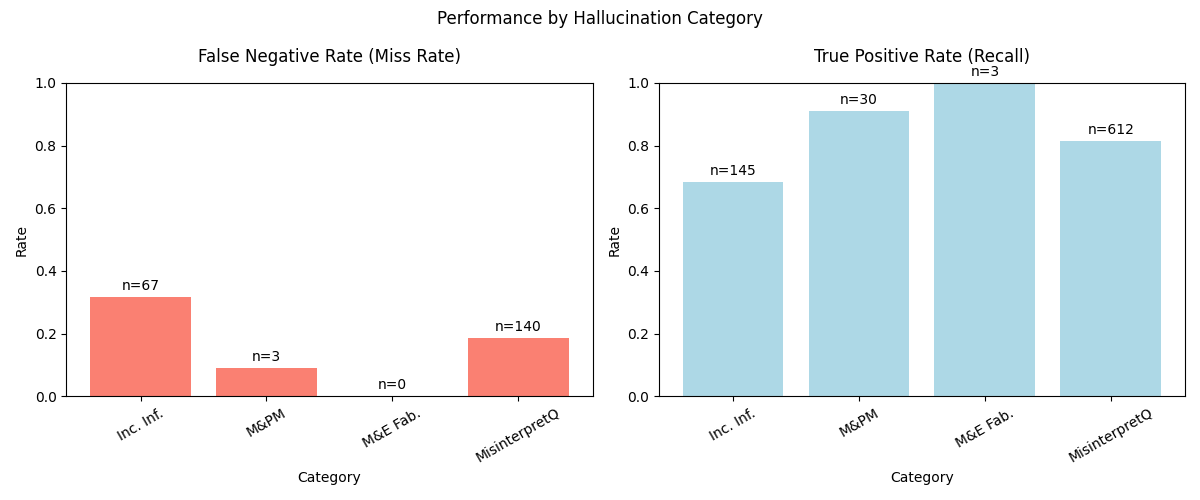 Performance by Hallucination Category
False Negative Rate (Miss Rate)
1.0
0.8
0.6
0.4
0.2
0.0
Rate
n=67
n=3
n=0
n=140
Inc. Inf.
M&PM
M&E Fab.
MisinterpretQ
Category
True Positive Rate (Recall)
1.0
0.8
0.6
0.4
0.2
0.0
Rate
n=145
n=30
n=3
n=612
Inc. Inf.
M&PM
M&E Fab.
MisinterpretQ
Category